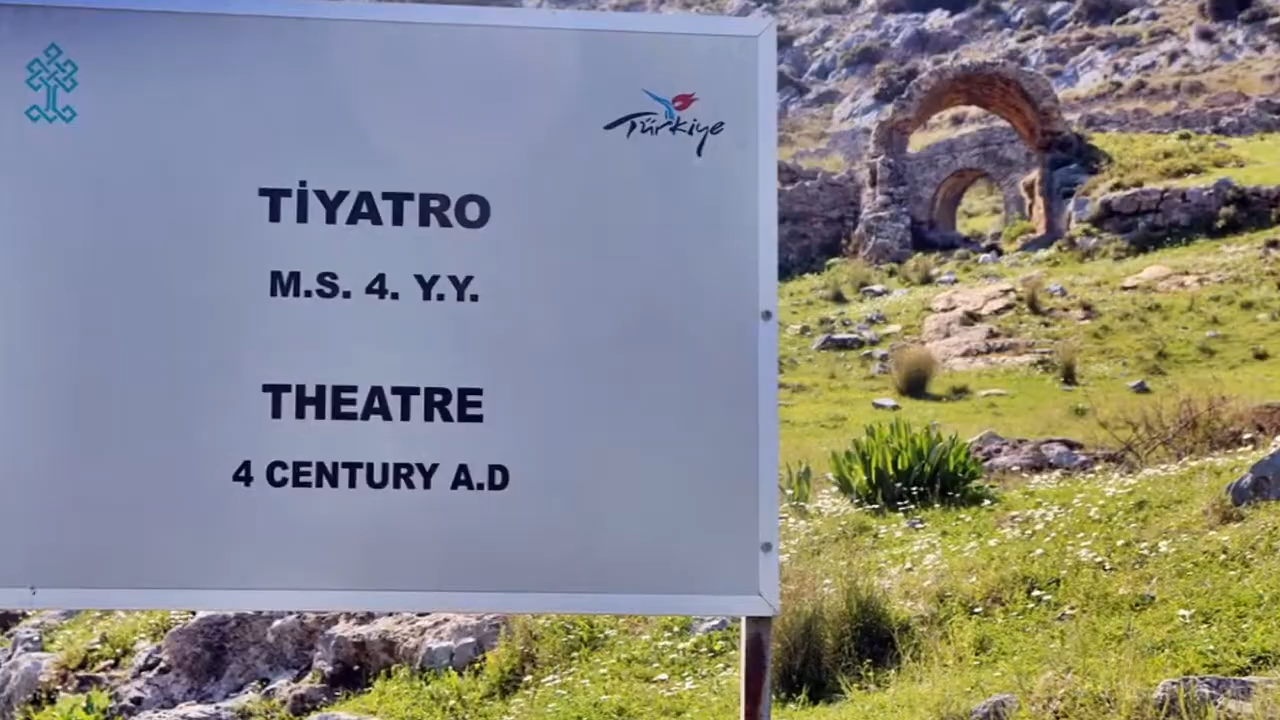 Türkiye
TİYATRO
M.S. 4. Y.Y.
THEATRE
4 CENTURY A.D